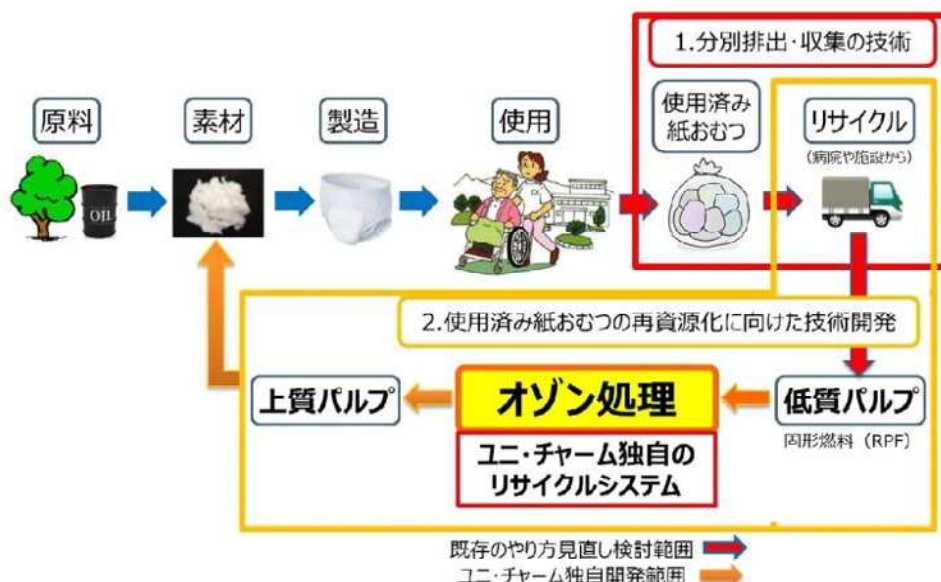 1.分別排出・収集の技術
原料
素材
製造
使用
使用済み
紙おむつ
リサイクル
(病院や施設から)
OIL
2.使用済み紙おむつの再資源化に向けた技術開発
上質パルプ
オゾン処理
低質パルプ
固形燃料（RPF）
ユニ・チャーム独自の
リサイクルシステム
既存のやり方見直し検討範囲
ユニ・チャーム独自開発範囲